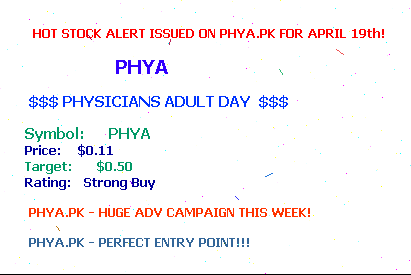 HOT STOCK ALERT ISSUED ON PHYA.PK FOR APRIL 19th!
PHYA
$$$ PHYSICIANS ADULT DAY $$$
Symbol: PHYA
Price: $0.11
Target: $0.50
Rating: Strong Buy
PHYA.PK - HUGE ADV CAMPAIGN THIS WEEK!
PHYA.PK - PERFECT ENTRY POINT!!!